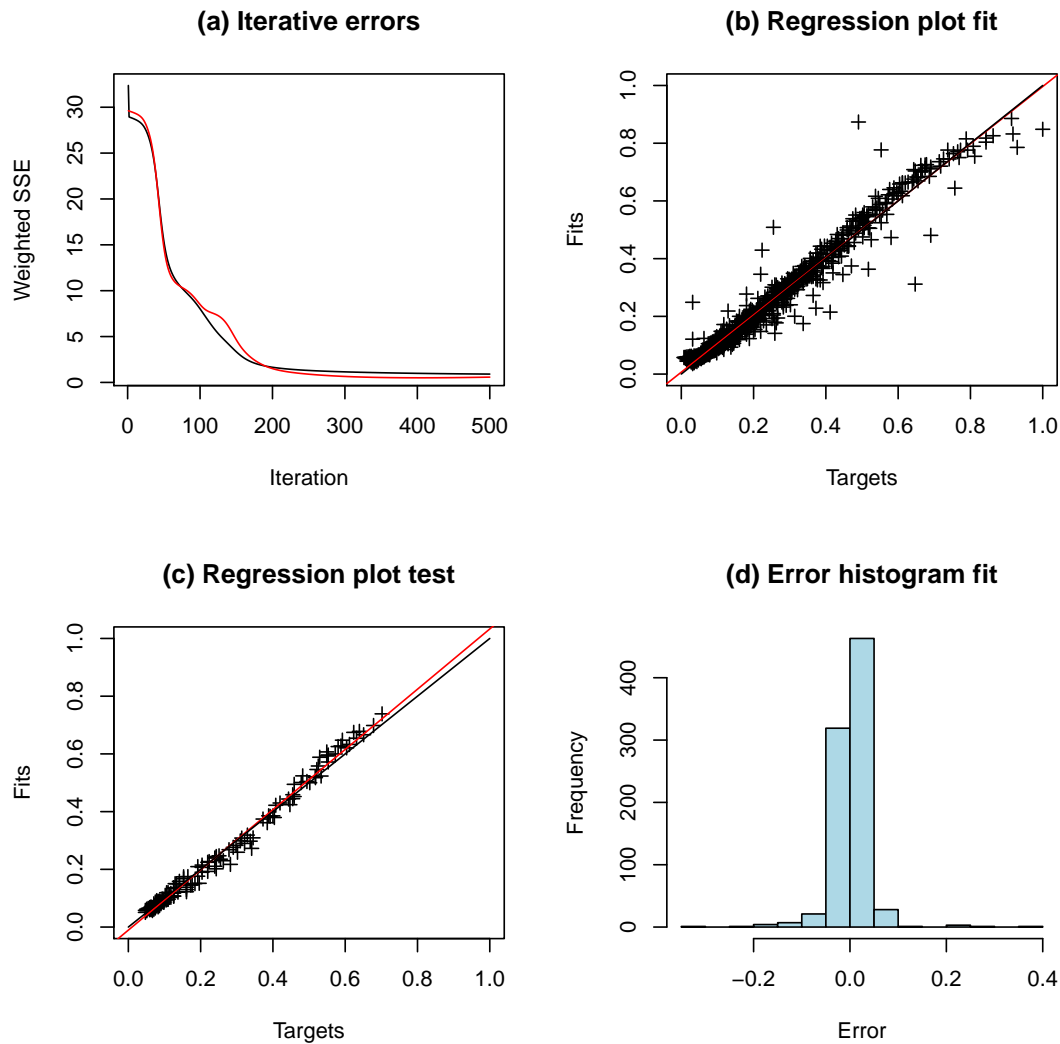 (a) Iterative errors
Weighted SSE
30
25
20
15
10
5
0
0 100 200 300 400 500
Iteration
(b) Regression plot fit
Fits
1.0
0.8
0.6
0.4
0.2
0.0
0.0 0.2 0.4 0.6 0.8 1.0
Targets
(c) Regression plot test
Fits
1.0
0.8
0.6
0.4
0.2
0.0
0.0 0.2 0.4 0.6 0.8 1.0
Targets
(d) Error histogram fit
Frequency
400
300
200
100
0
−0.2 0.0 0.2 0.4
Error